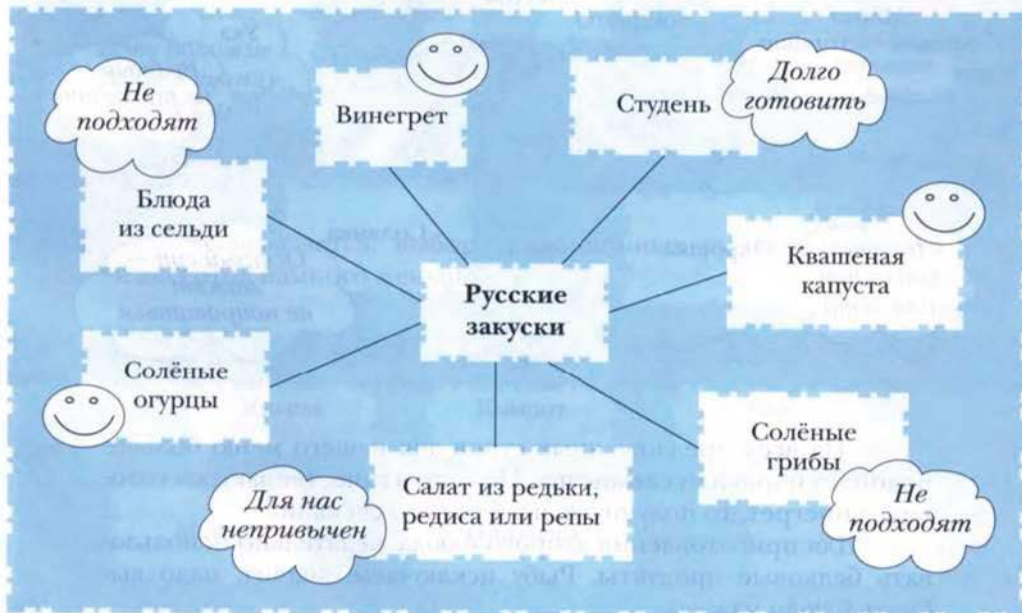 Не
подходят
Винегрет
Студень
Долго
готовить
Блюда
из сельди
Квашеная
капуста
Русские
закуски
Солёные
огурцы
Солёные
грибы
Не
подходят
Для нас
непривычен
Салат из редьки,
редиса или репы